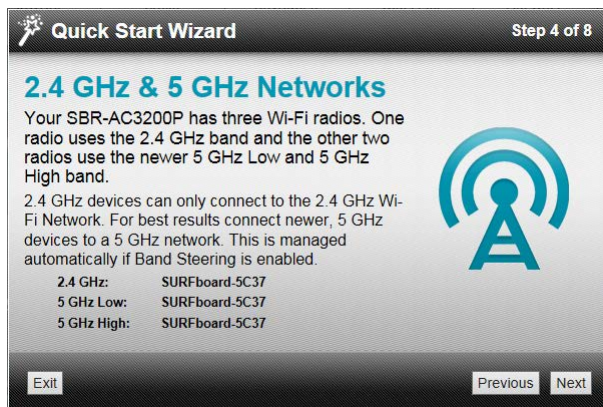 Quick Start Wizard
Step 4 of 8
2.4 GHz & 5 GHz Networks
Your SBR-AC3200P has three Wi-Fi radios. One
radio uses the 2.4 GHz band and the other two
radios use the newer 5 GHz Low and 5 GHz
High band.
2.4 GHz devices can only connect to the 2.4 GHz Wi-
Fi Network. For best results connect newer, 5 GHz
devices to a 5 GHz network. This is managed
automatically if Band Steering is enabled.
2.4 GHz: SURFboard-5C37
5 GHz Low: SURFboard-5C37
5 GHz High: SURFboard-5C37
Exit
Previous
Next